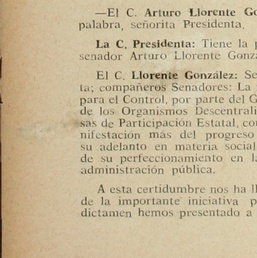 —El C. Arturo Llorente Go
palabra, señorita Presidenta.
La C. Presidenta: Tiene la p
senador Arturo Llorente Gonzá
El C. Llorente González: Se
ta; compañeros Senadores: La
para el Control, por parte del G
de los Organismos Descentrali
sas de Participación Estatal, con
nifestación más del progreso
su adelanto en materia social
de su perfeccionamiento en la
administración pública.
A esta certidumbre nos ha ll
de la importante iniciativa p
dictamen hemos presentado a